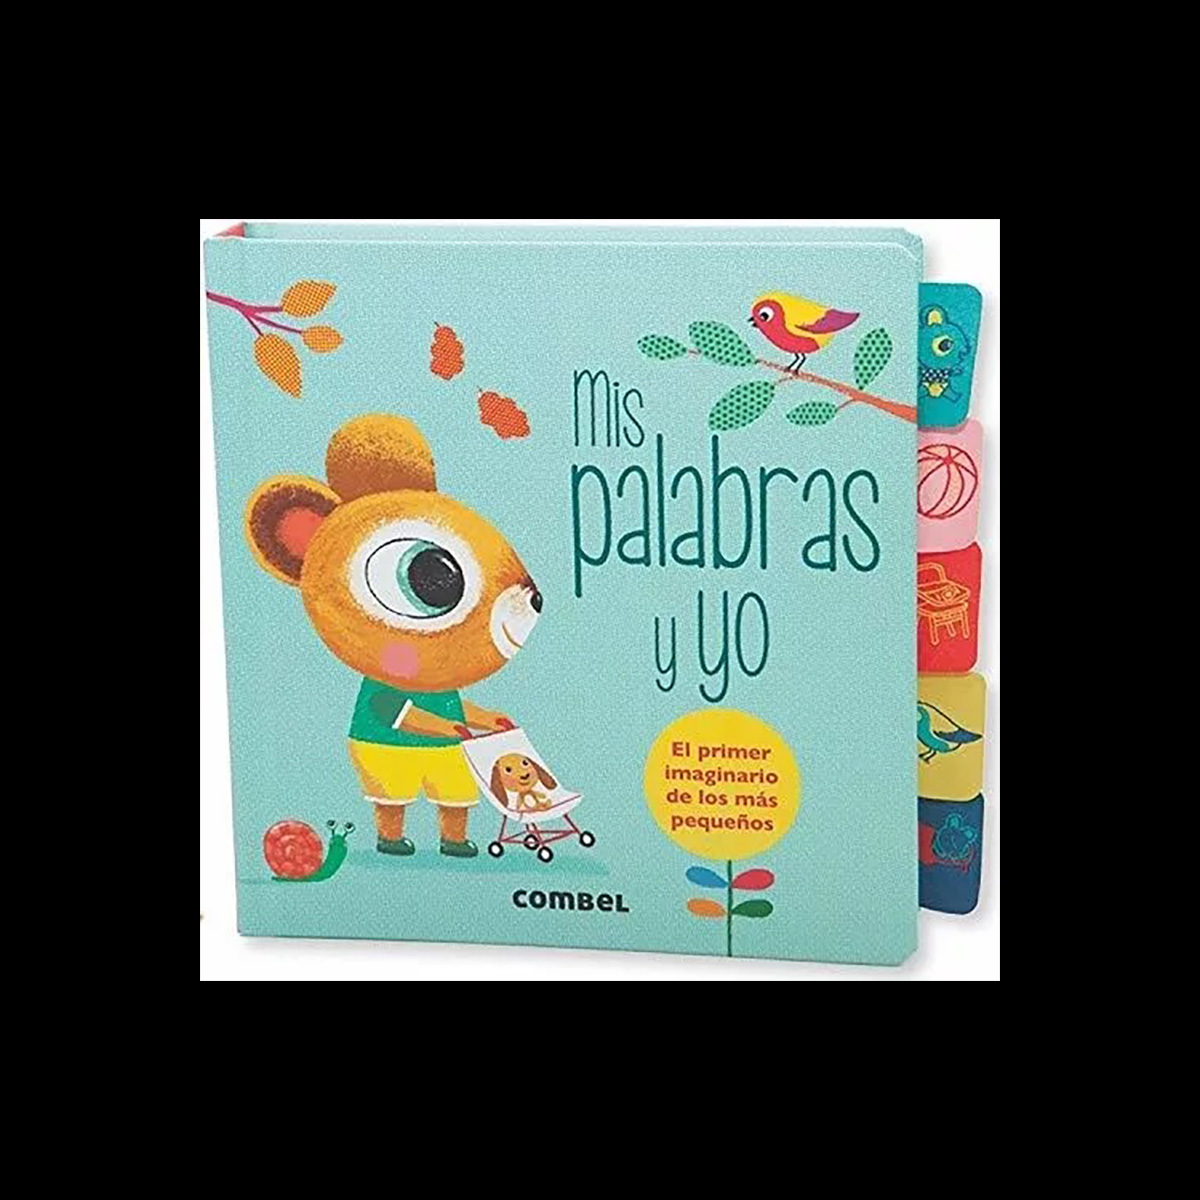 Mis
palabras
y yo
El primer
imaginario
de los más
pequeños
COMBEL